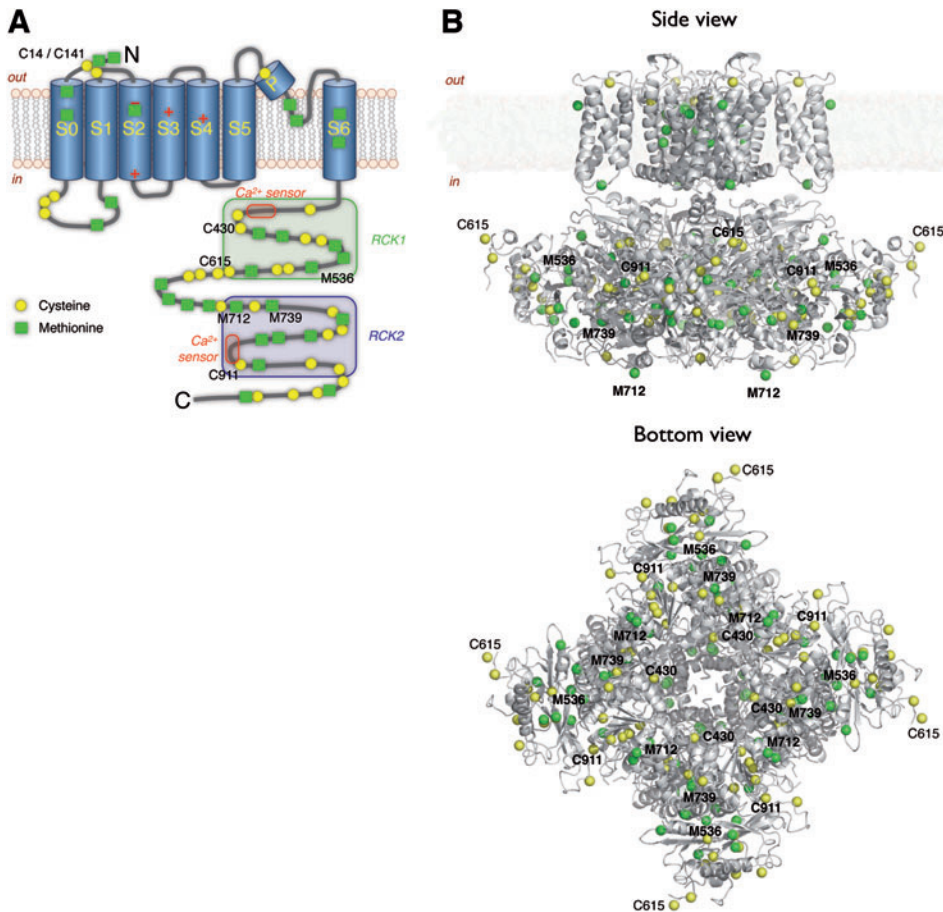 A
C14 / C141
N
out
in
S0
S1
S2
S3
S4
S5
P
S6
Ca²⁺ sensor
C430
RCK1
C615
M536
Cysteine
Methionine
M712
M739
Ca²⁺
sensor
RCK2
C911
C
B
Side view
out
in
C615
C615
C615
M536
C911
C911
M536
M739
M739
M712
M712
Bottom view
C615
M536
C911
M739
C911
M712
M712
C430
C615
M739
C430
M536
M536
C430
M739
C615
C430
M712
M712
C911
M739
C911
M536
C615